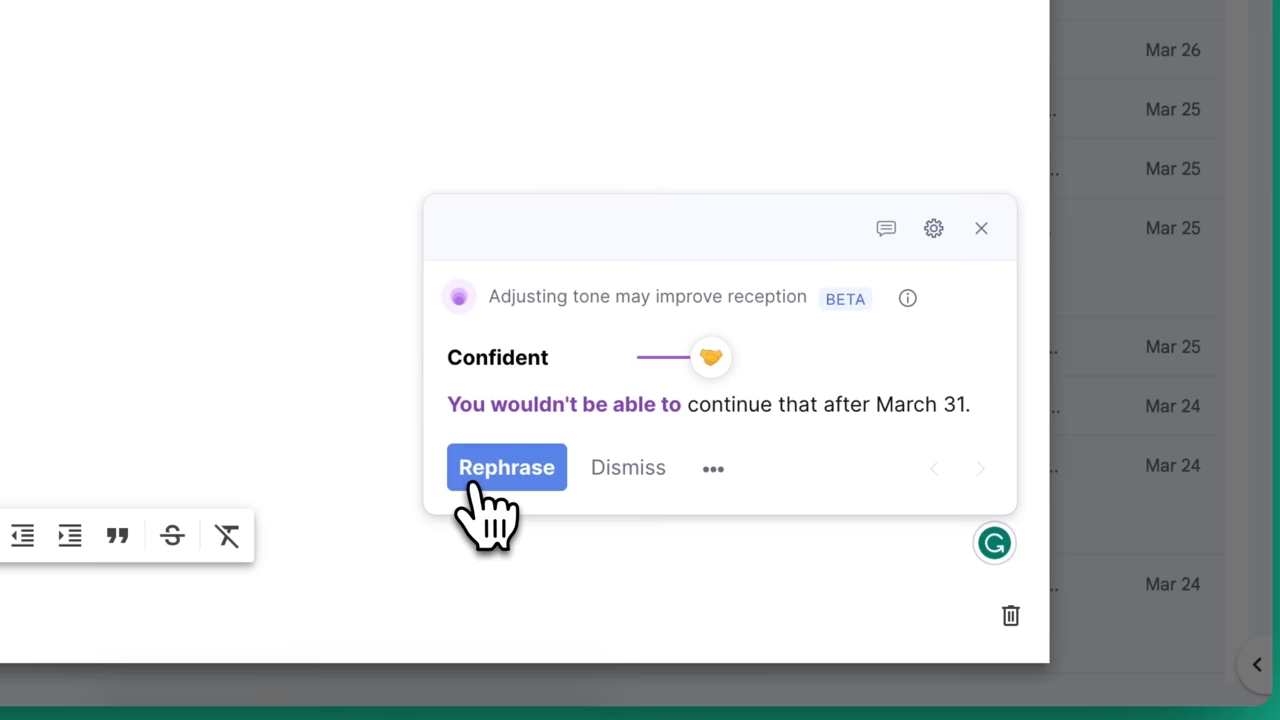 Mar 26
Mar 25
Mar 25
Mar 25
Adjusting tone may improve reception BETA
Confident
Mar 25
You wouldn't be able to continue that after March 31.
Mar 24
Rephrase Dismiss
Mar 24
Mar 24